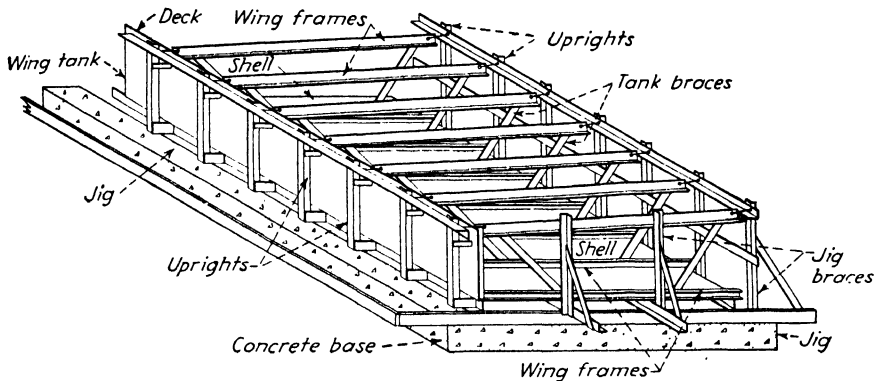 Deck
Wing frames
Uprights
Wing tank
Shell
Tank braces
Jig
Uprights
Shell
Jig
braces
Concrete base
Jig
Wing frames